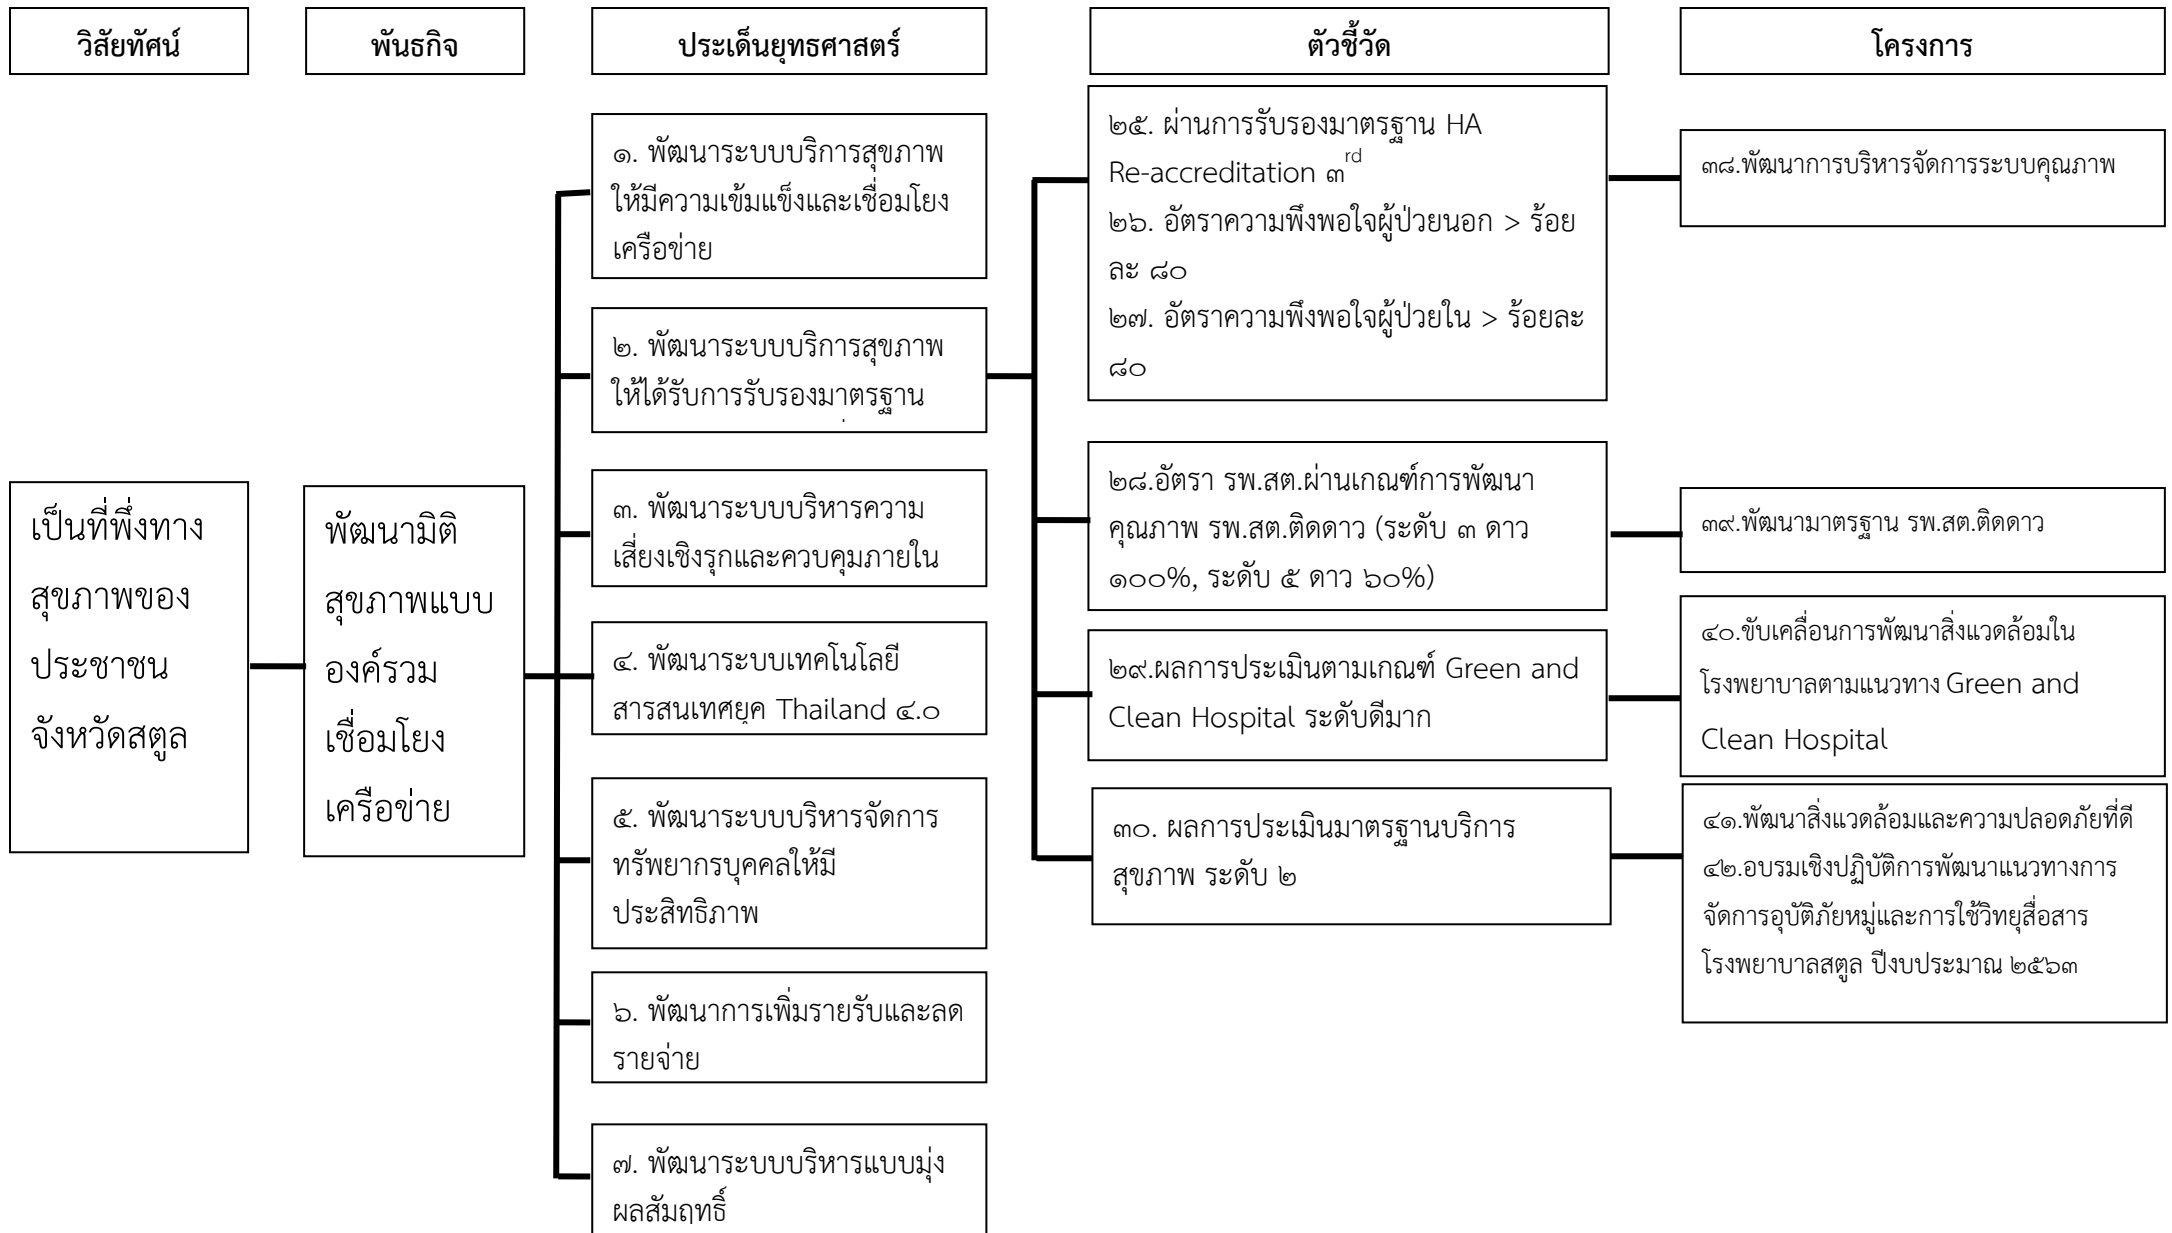 วิสัยทัศน์
พันธกิจ
ประเด็นยุทธศาสตร์
ตัวชี้วัด
โครงการ
เป็นที่พึ่งทาง
สุขภาพของ
ประชาชน
จังหวัดสตูล
พัฒนามิติ
สุขภาพแบบ
องค์รวม
เชื่อมโยง
เครือข่าย
๑. พัฒนาระบบบริการสุขภาพ
ให้มีความเข้มแข็งและเชื่อมโยง
เครือข่าย
๒. พัฒนาระบบบริการสุขภาพ
ให้ได้รับการรับรองมาตรฐาน
๓. พัฒนาระบบบริหารความ
เสี่ยงเชิงรุกและควบคุมภายใน
๔. พัฒนาระบบเทคโนโลยี
สารสนเทศยุค Thailand ๔.๐
๕. พัฒนาระบบบริหารจัดการ
ทรัพยากรบุคคลให้มี
ประสิทธิภาพ
๖. พัฒนาการเพิ่มรายรับและลด
รายจ่าย
๗. พัฒนาระบบบริหารแบบมุ่ง
ผลสัมฤทธิ์
๒๕. ผ่านการรับรองมาตรฐาน HA
Re-accreditation ๓rd
๒๖. อัตราความพึงพอใจผู้ป่วยนอก > ร้อย
ละ ๘๐
๒๗. อัตราความพึงพอใจผู้ป่วยใน > ร้อยละ
๘๐
๒๘.อัตรา รพ.สต.ผ่านเกณฑ์การพัฒนา
คุณภาพ รพ.สต.ติดดาว (ระดับ ๓ ดาว
๑๐๐%, ระดับ ๕ ดาว ๖๐%)
๒๙.ผลการประเมินตามเกณฑ์ Green and
Clean Hospital ระดับดีมาก
๓๐. ผลการประเมินมาตรฐานบริการ
สุขภาพ ระดับ ๒
๓๘.พัฒนาการบริหารจัดการระบบคุณภาพ
๓๙.พัฒนามาตรฐาน รพ.สต.ติดดาว
๔๐.ขับเคลื่อนการพัฒนาสิ่งแวดล้อมใน
โรงพยาบาลตามแนวทาง Green and
Clean Hospital
๔๑.พัฒนาสิ่งแวดล้อมและความปลอดภัยที่ดี
๔๒.อบรมเชิงปฏิบัติการพัฒนาแนวทางการ
จัดการอุบัติภัยหมู่และการใช้วิทยุสื่อสาร
โรงพยาบาลสตูล ปีงบประมาณ ๒๕๖๓